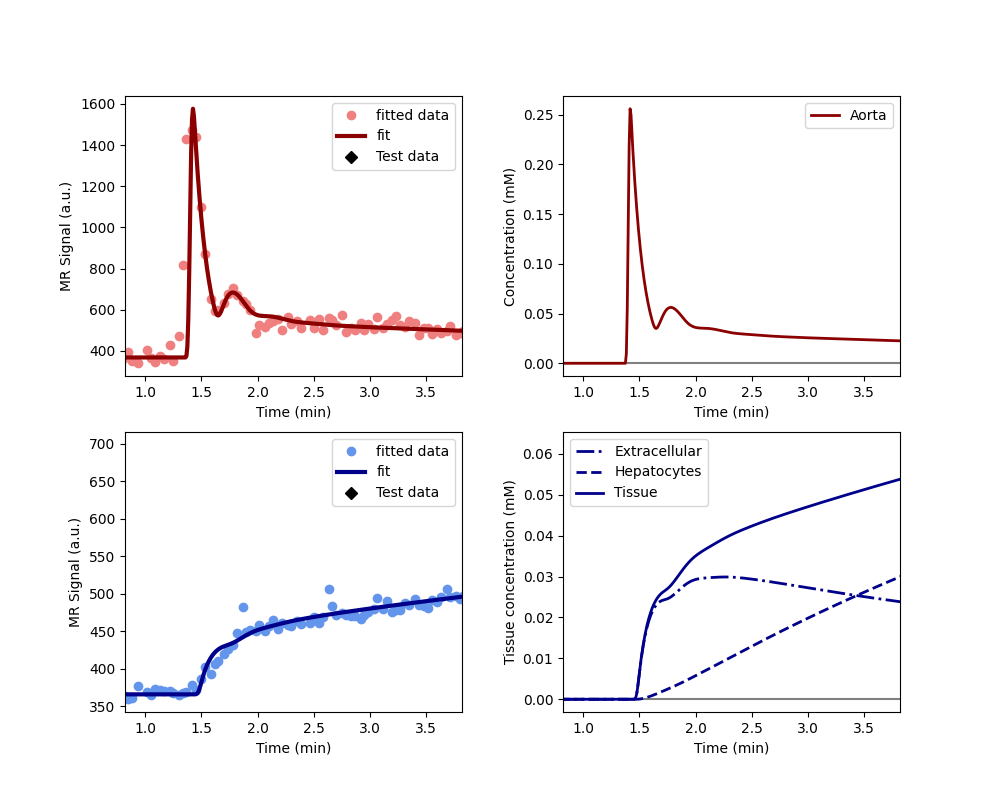 1600
1400
1200
1000
800
600
400
MR Signal (a.u.)
fitted data
fit
Test data
1.0 1.5 2.0 2.5 3.0 3.5
Time (min)
0.25
0.20
0.15
0.10
0.05
0.00
Concentration (mM)
Aorta
1.0 1.5 2.0 2.5 3.0 3.5
Time (min)
700
650
600
550
500
450
400
350
MR Signal (a.u.)
fitted data
fit
Test data
1.0 1.5 2.0 2.5 3.0 3.5
Time (min)
0.06
0.05
0.04
0.03
0.02
0.01
0.00
Tissue concentration (mM)
Extracellular
Hepatocytes
Tissue
1.0 1.5 2.0 2.5 3.0 3.5
Time (min)